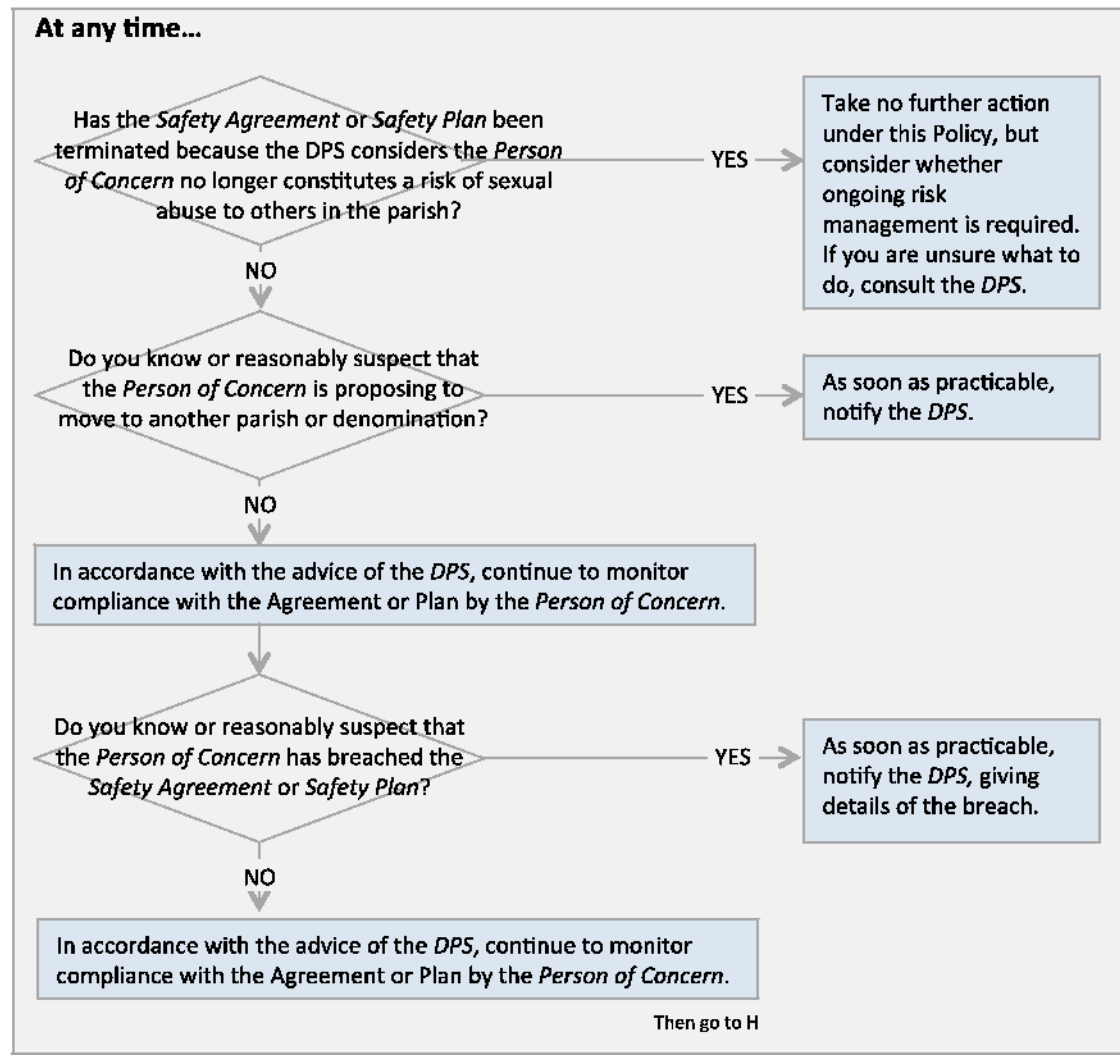 At any time...
Has the Safety Agreement or Safety Plan been
terminated because the DPS considers the Person
of Concern no longer constitutes a risk of sexual
abuse to others in the parish?
YES
Take no further action
under this Policy, but
consider whether
ongoing risk
management is required.
If you are unsure what to
do, consult the DPS.
NO
Do you know or reasonably suspect that
the Person of Concern is proposing to
move to another parish or denomination?
YES
As soon as practicable,
notify the DPS.
NO
In accordance with the advice of the DPS, continue to monitor
compliance with the Agreement or Plan by the Person of Concern.
Do you know or reasonably suspect that
the Person of Concern has breached the
Safety Agreement or Safety Plan?
YES
As soon as practicable,
notify the DPS, giving
details of the breach.
NO
In accordance with the advice of the DPS, continue to monitor
compliance with the Agreement or Plan by the Person of Concern.
Then go to H